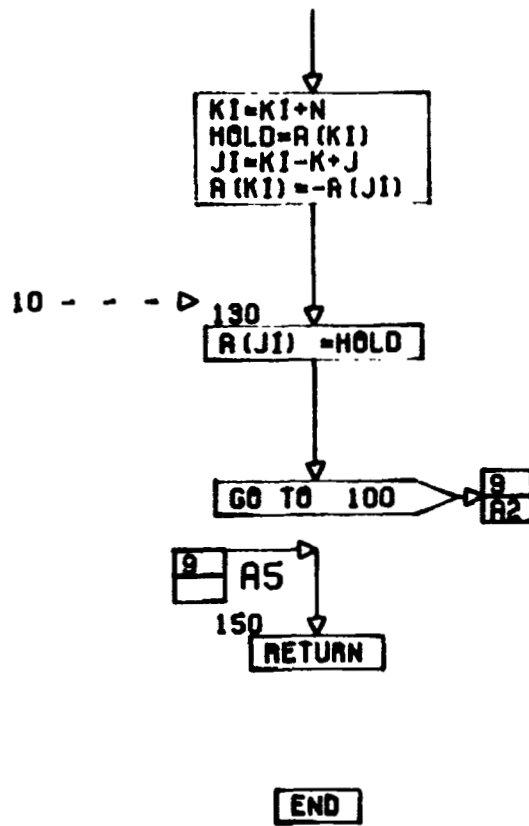 KI=KI+N
HOLD=A(KI)
JI=KI-K+J
A(KI)=-A(JI)
10 - - -
130
A(JI) =HOLD
GO TO 100
9
A2
9
A5
150
RETURN
END